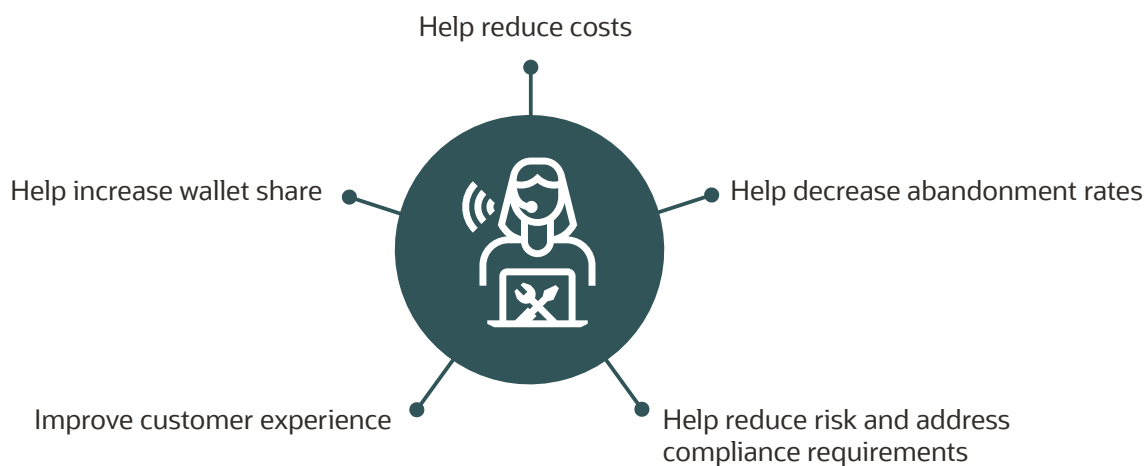 Help reduce costs
Help increase wallet share
Help decrease abandonment rates
Improve customer experience
Help reduce risk and address
compliance requirements